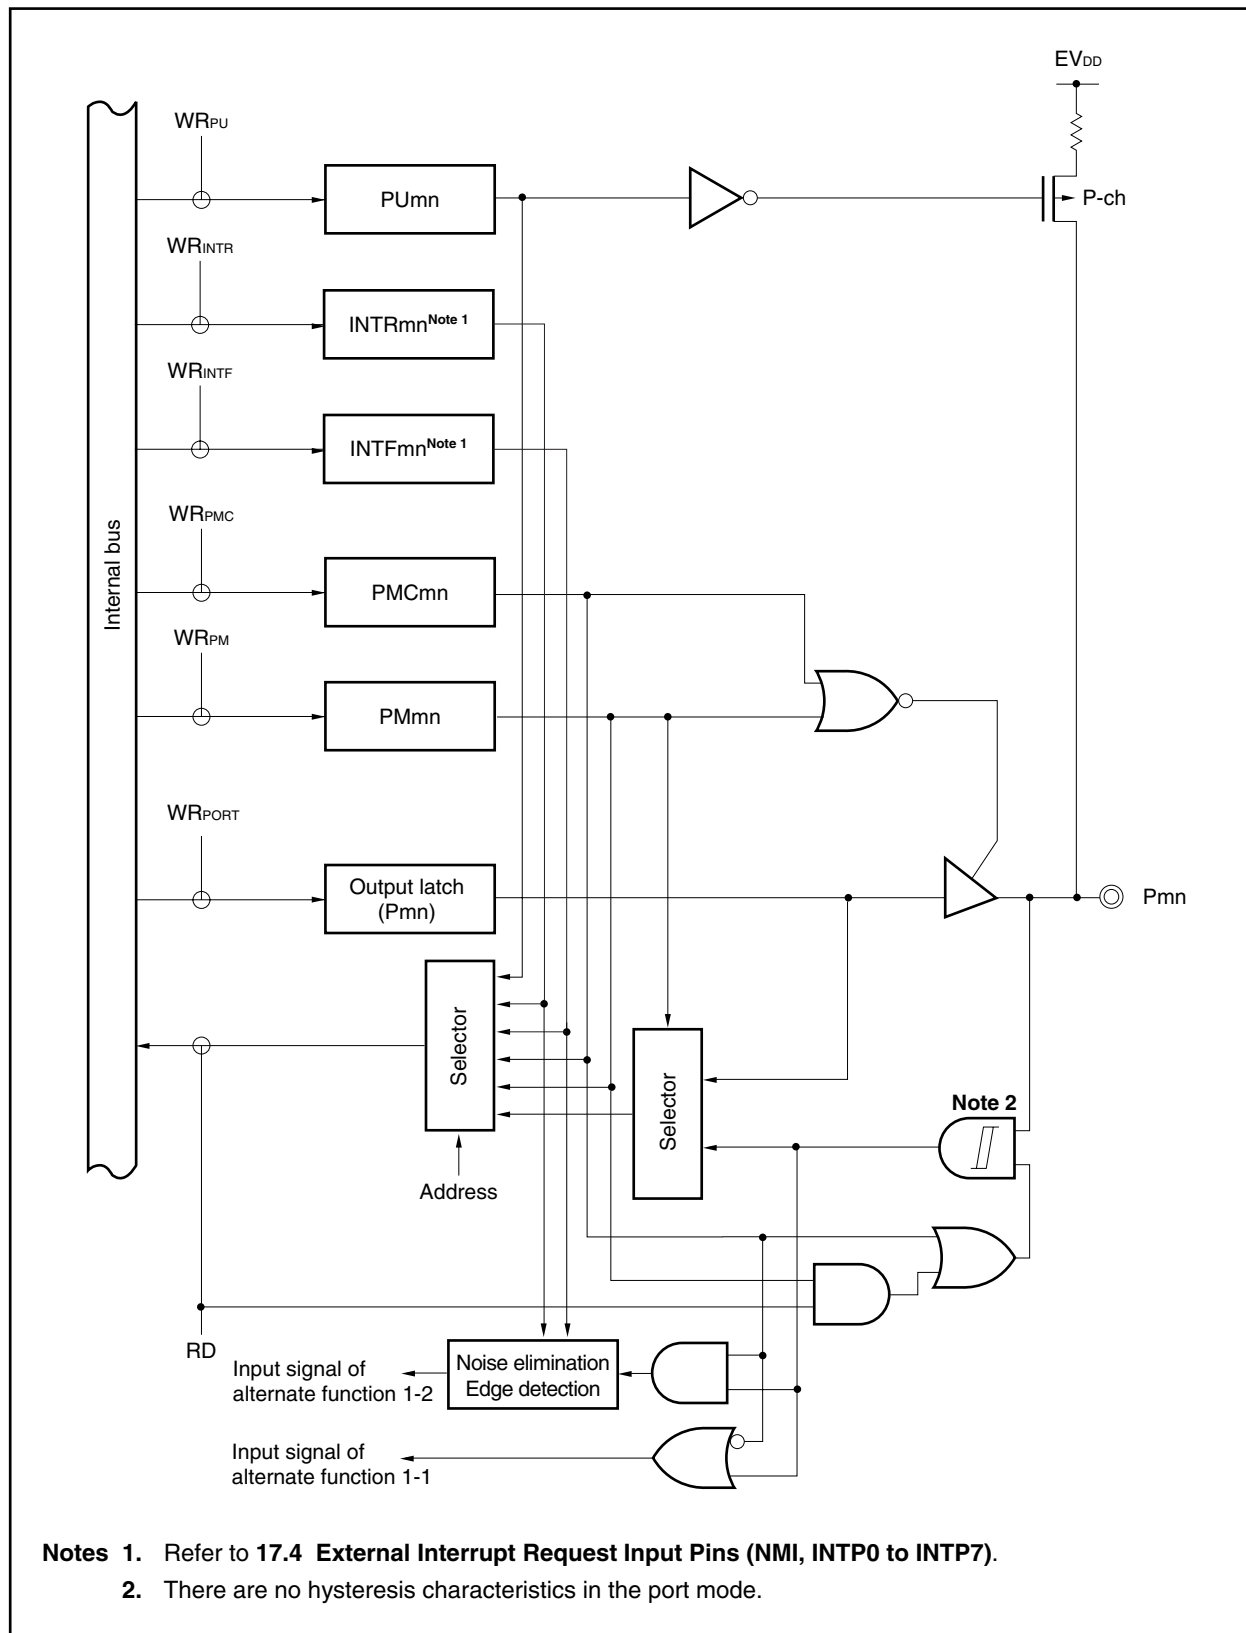 EVDD
WRPU
PUmn
P-ch
WRINTR
INTRmnNote 1
WRINTF
INTFmnNote 1
WRPMC
Internal bus
PMCmn
WRPM
PMmn
WRPORT
Output latch
(Pmn)
Pmn
Selector
Selector
Note 2
Address
RD
Input signal of
alternate function 1-2
Noise elimination
Edge detection
Input signal of
alternate function 1-1
Notes 1. Refer to 17.4 External Interrupt Request Input Pins (NMI, INTP0 to INTP7).
2. There are no hysteresis characteristics in the port mode.